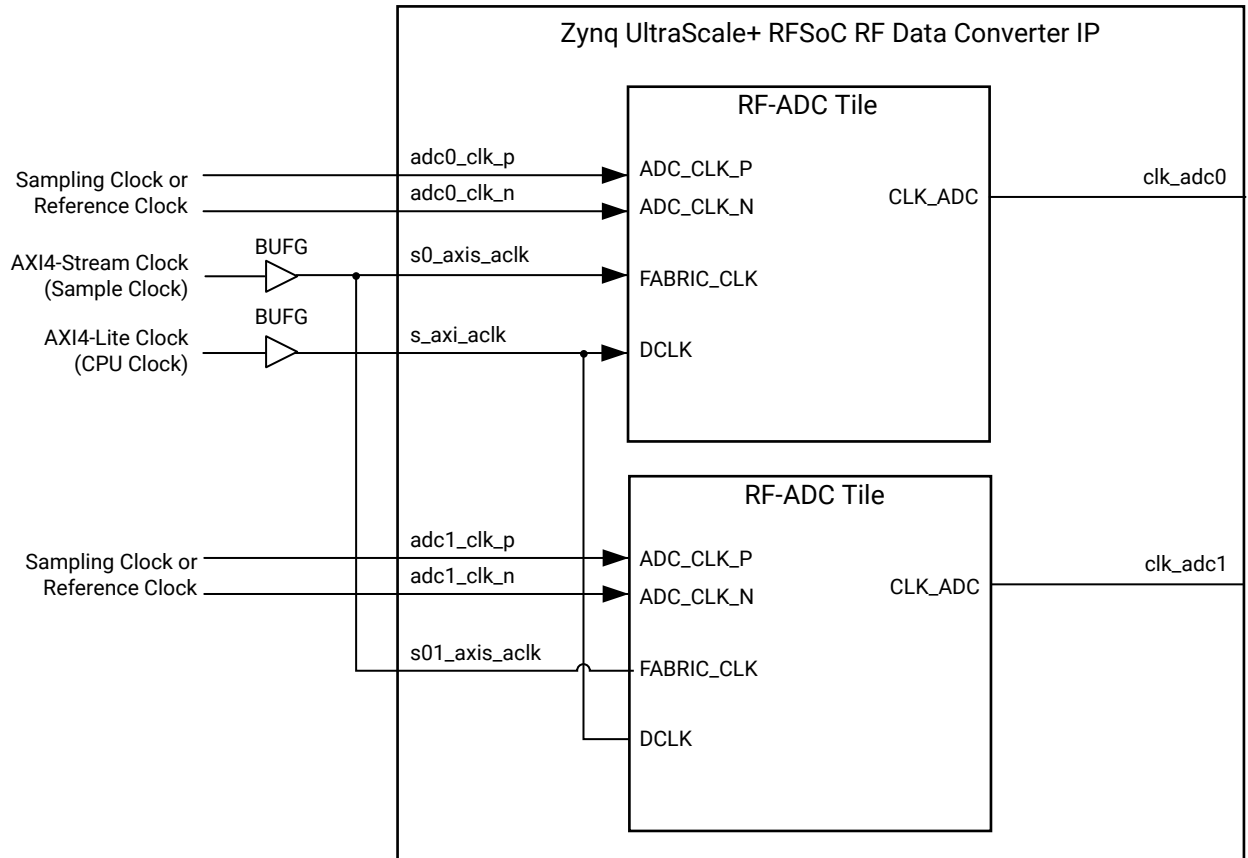 Zynq UltraScale+ RFSoC RF Data Converter IP
RF-ADC Tile
Sampling Clock or
Reference Clock
adc0_clk_p
ADC_CLK_P
adc0_clk_n
ADC_CLK_N
CLK_ADC
clk_adc0
AXI4-Stream Clock
(Sample Clock)
BUFG
s0_axis_aclk
FABRIC_CLK
AXI4-Lite Clock
(CPU Clock)
BUFG
s_axi_aclk
DCLK
RF-ADC Tile
Sampling Clock or
Reference Clock
adc1_clk_p
ADC_CLK_P
adc1_clk_n
ADC_CLK_N
CLK_ADC
clk_adc1
s01_axis_aclk
FABRIC_CLK
DCLK